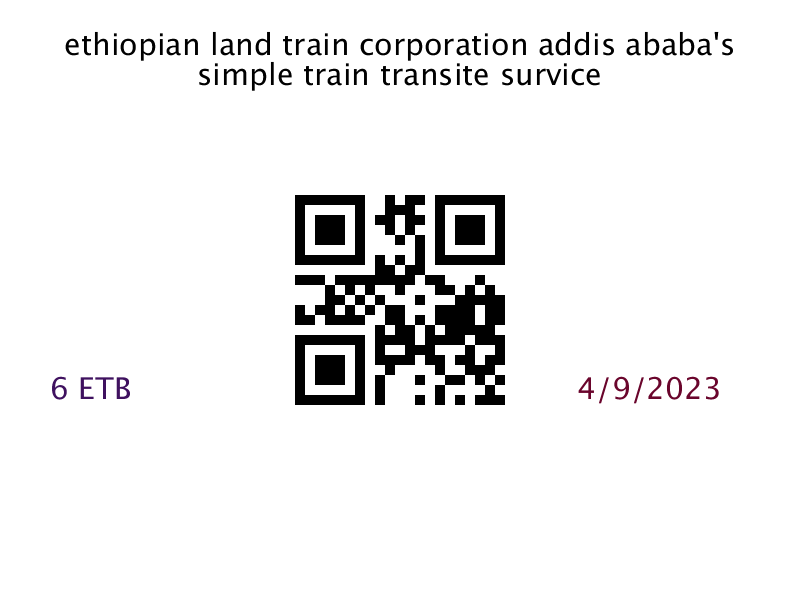 ethiopian land train corporation addis ababa's
simple train transite survice
6 ETB
4/9/2023